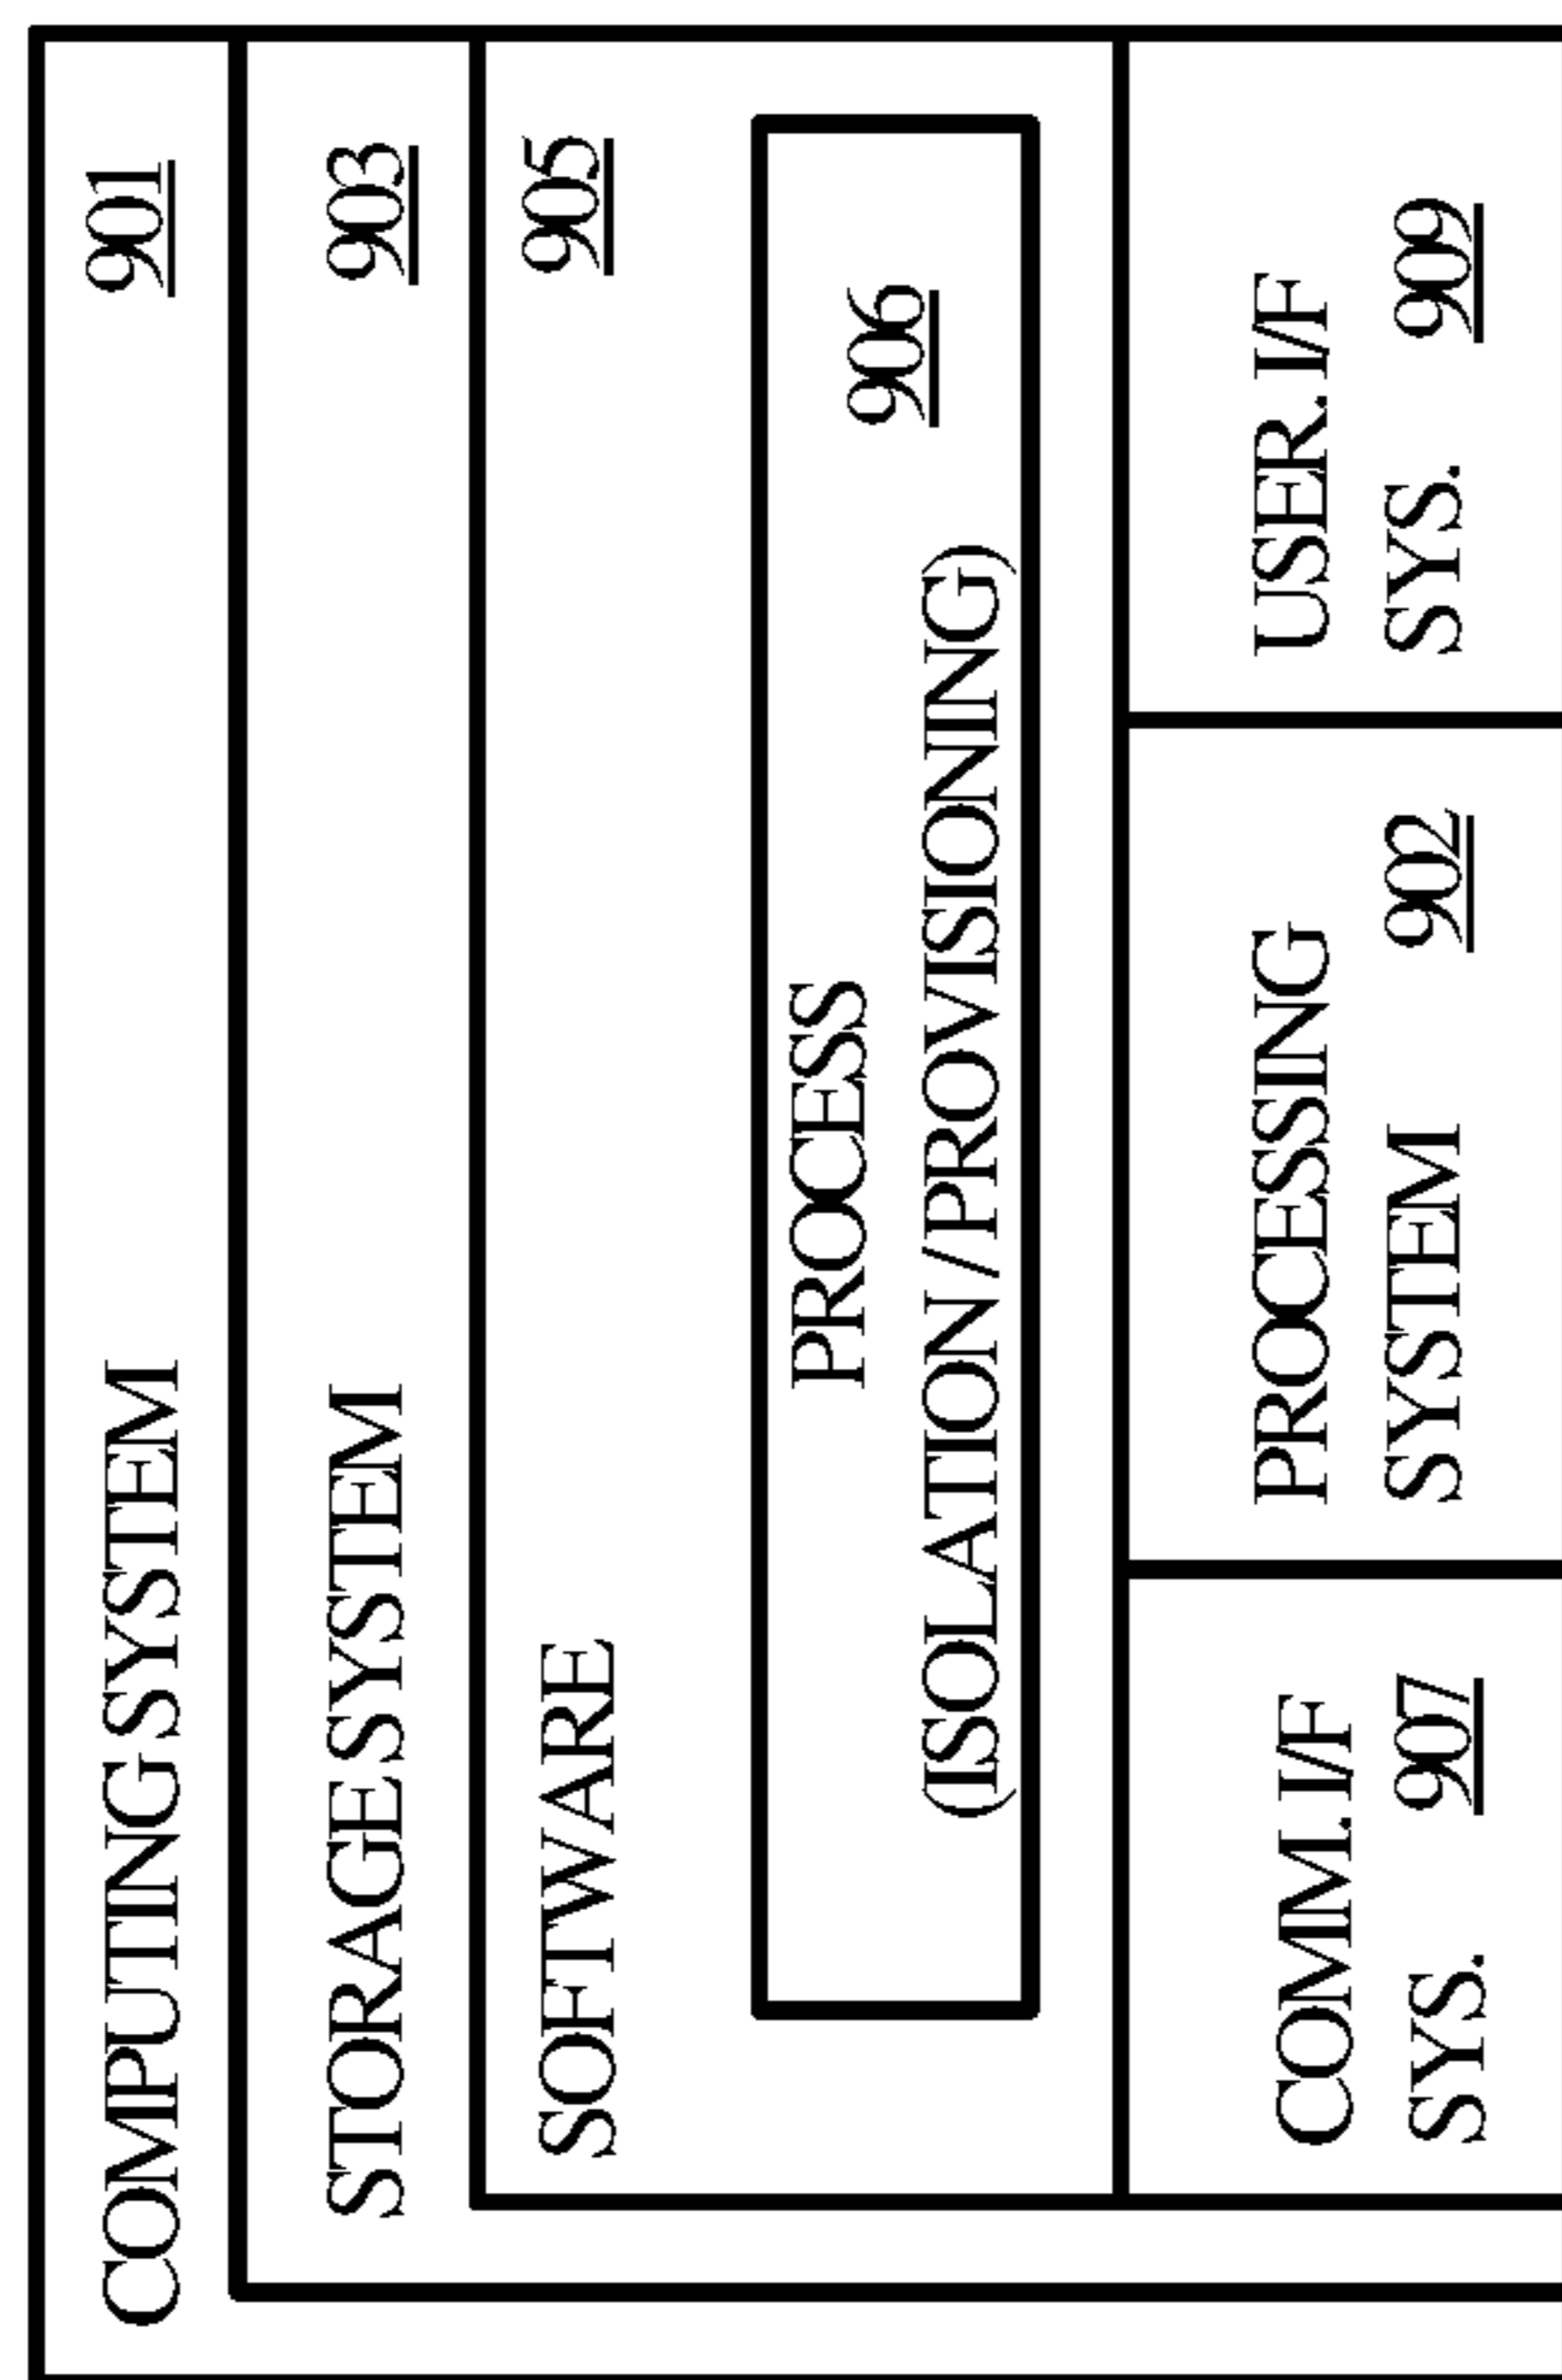 COMPUTING SYSTEM 901
STORAGE SYSTEM 903
SOFTWARE 905
PROCESS
906
(ISOLATION / PROVISIONING)
COMM. I/F
SYS. 907
PROCESSING
SYSTEM 902
USER. I/F
SYS. 909